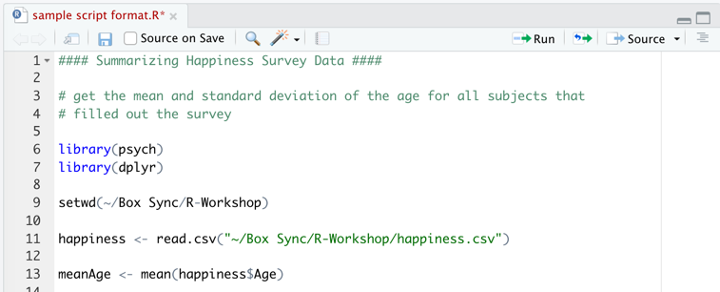 sample script format.R*
Source on Save Run Source
1 #### Summarizing Happiness Survey Data ####
2
3 # get the mean and standard deviation of the age for all subjects that
4 # filled out the survey
5
6 library(psych)
7 library(dplyr)
8
9 setwd(~/Box Sync/R-Workshop)
10
11 happiness <- read.csv("~/Box Sync/R-Workshop/happiness.csv")
12
13 meanAge <- mean(happiness$Age)
14